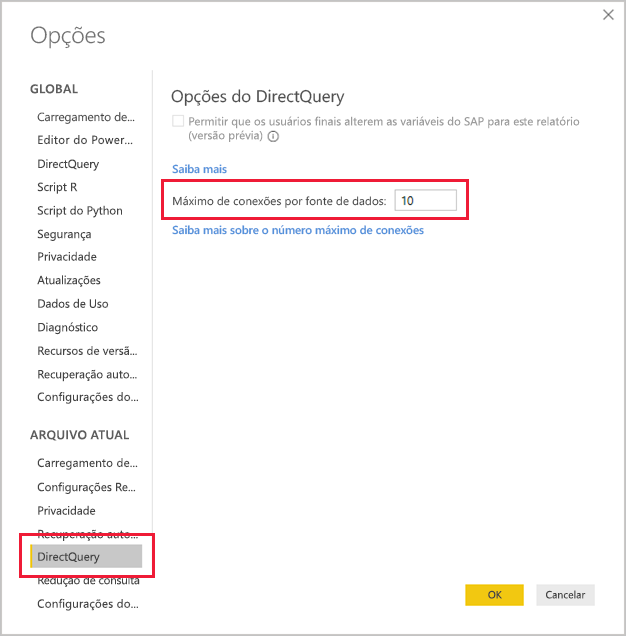 Opções
GLOBAL
Carregamento de...
Editor do Power...
DirectQuery
Script R
Script do Python
Segurança
Privacidade
Atualizações
Dados de Uso
Diagnóstico
Recursos de versã...
Recuperação auto...
Configurações do...
ARQUIVO ATUAL
Carregamento de...
Configurações Re...
Privacidade
Recuperação auto...
DirectQuery
Redução de consulta
Configurações do...
Opções do DirectQuery
Permitir que os usuários finais alterem as variáveis do SAP para este relatório
(versão prévia)
Saiba mais
Máximo de conexões por fonte de dados: 10
Saiba mais sobre o número máximo de conexões
OK
Cancelar